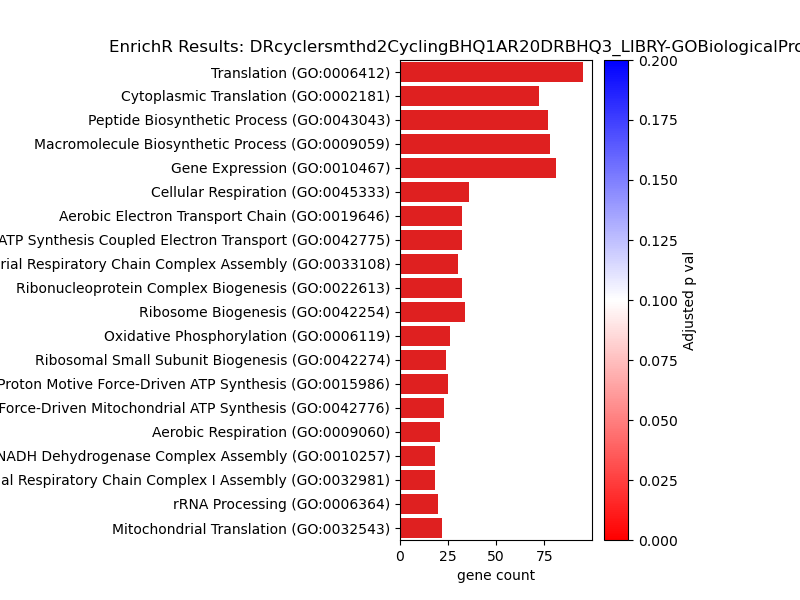 EnrichR Results: DRcyclersmthd2CyclingBHQ1AR20DRBHQ3_LIBRY-GOBiologicalPro
Translation (GO:0006412)
Cytoplasmic Translation (GO:0002181)
Peptide Biosynthetic Process (GO:0043043)
Macromolecule Biosynthetic Process (GO:0009059)
Gene Expression (GO:0010467)
Cellular Respiration (GO:0045333)
Aerobic Electron Transport Chain (GO:0019646)
ATP Synthesis Coupled Electron Transport (GO:0042775)
rial Respiratory Chain Complex Assembly (GO:0033108)
Ribonucleoprotein Complex Biogenesis (GO:0022613)
Ribosome Biogenesis (GO:0042254)
Oxidative Phosphorylation (GO:0006119)
Ribosomal Small Subunit Biogenesis (GO:0042274)
Proton Motive Force-Driven ATP Synthesis (GO:0015986)
Force-Driven Mitochondrial ATP Synthesis (GO:0042776)
Aerobic Respiration (GO:0009060)
NADH Dehydrogenase Complex Assembly (GO:0010257)
al Respiratory Chain Complex I Assembly (GO:0032981)
rRNA Processing (GO:0006364)
Mitochondrial Translation (GO:0032543)
0 25 50 75
gene count
0.200
0.175
0.150
0.125
0.100
0.075
0.050
0.025
0.000
Adjusted p val